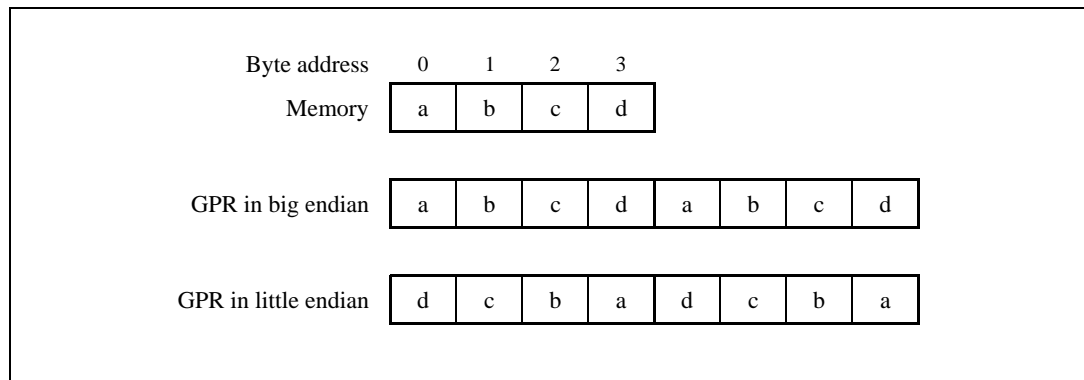 Byte address 0 1 2 3
Memory a b c d
GPR in big endian a b c d a b c d
GPR in little endian d c b a d c b a